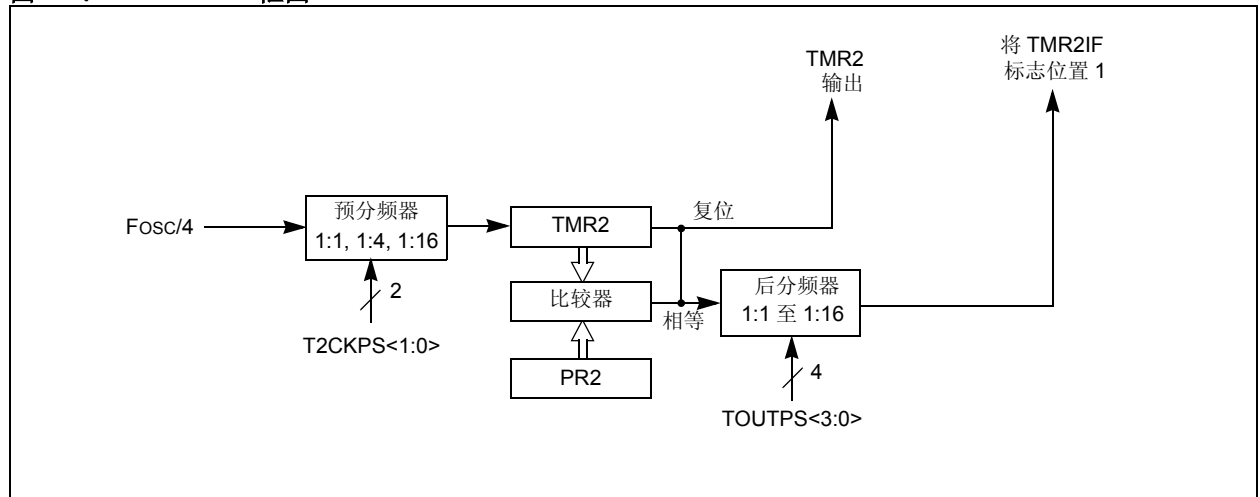 TMR2
输出
将 TMR2IF
标志位置 1
FOSC/4
预分频器
1:1, 1:4, 1:16
2
T2CKPS<1:0>
TMR2
复位
比较器
相等
PR2
后分频器
1:1 至 1:16
4
TOUTPS<3:0>